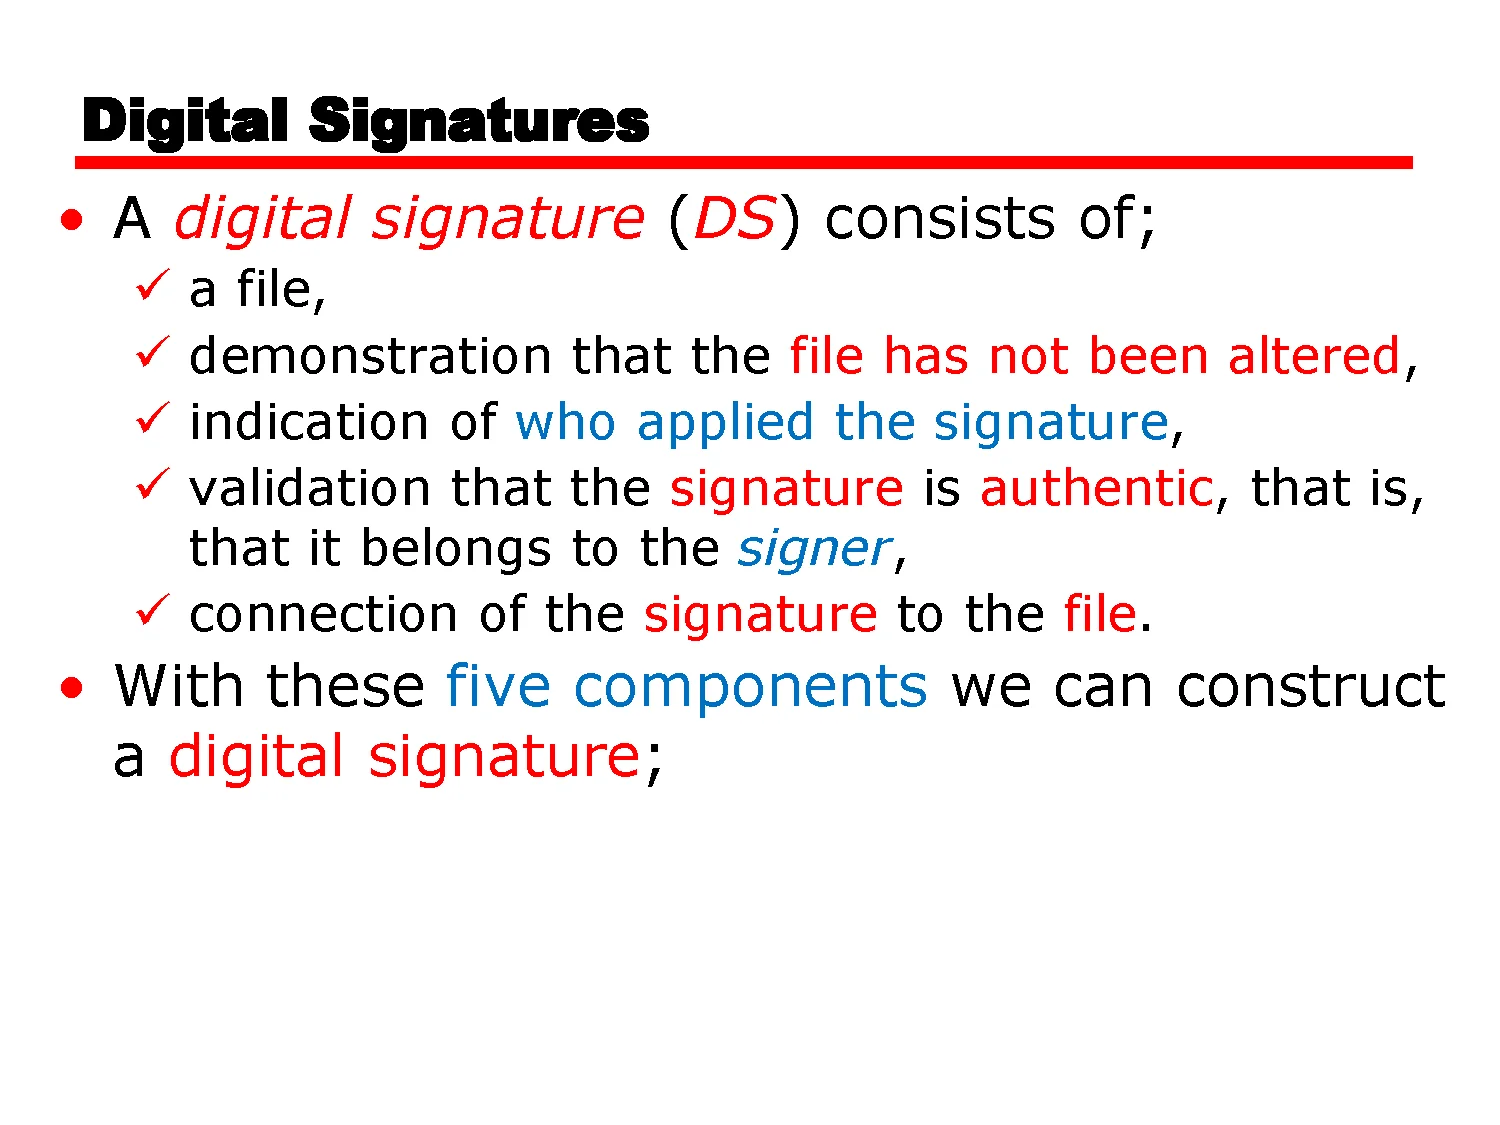 Digital Signatures
• A digital signature (DS) consists of;
✓ a file,
✓ demonstration that the file has not been altered,
✓ indication of who applied the signature,
✓ validation that the signature is authentic, that is,
that it belongs to the signer,
✓ connection of the signature to the file.
• With these five components we can construct
a digital signature;